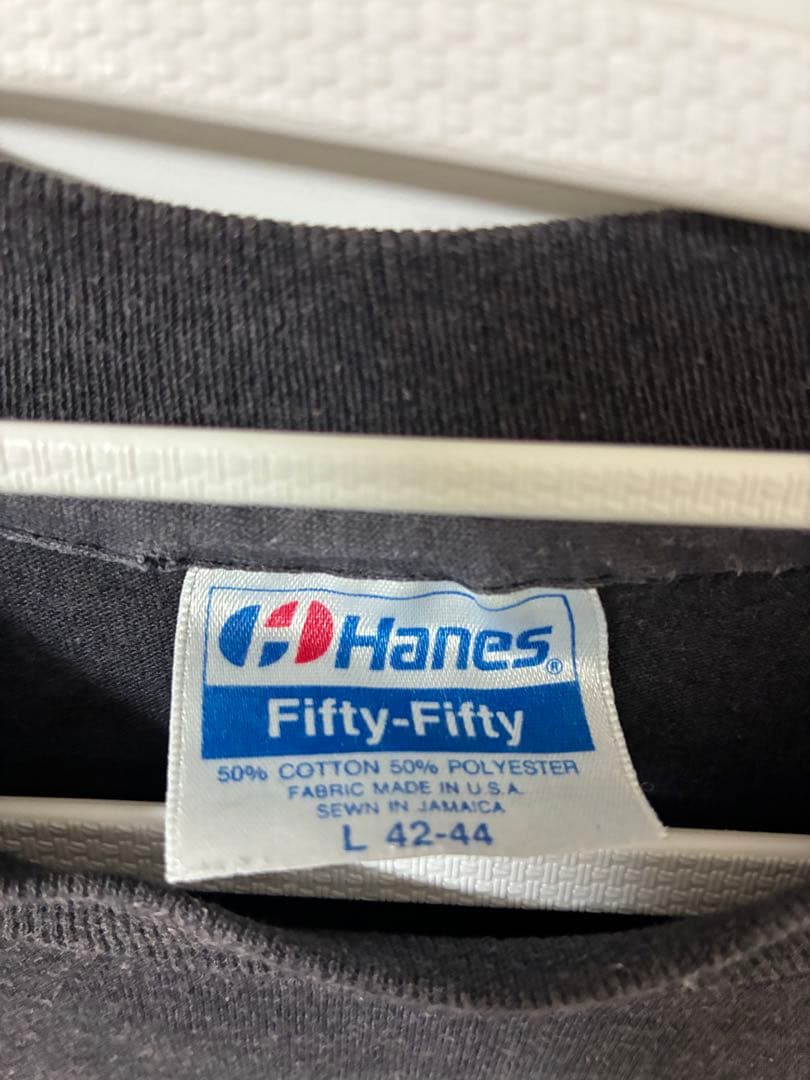 Hanes®
Fifty-Fifty
50% COTTON 50% POLYESTER
FABRIC MADE IN U.S.A.
SEWN IN JAMAICA
L 42-44